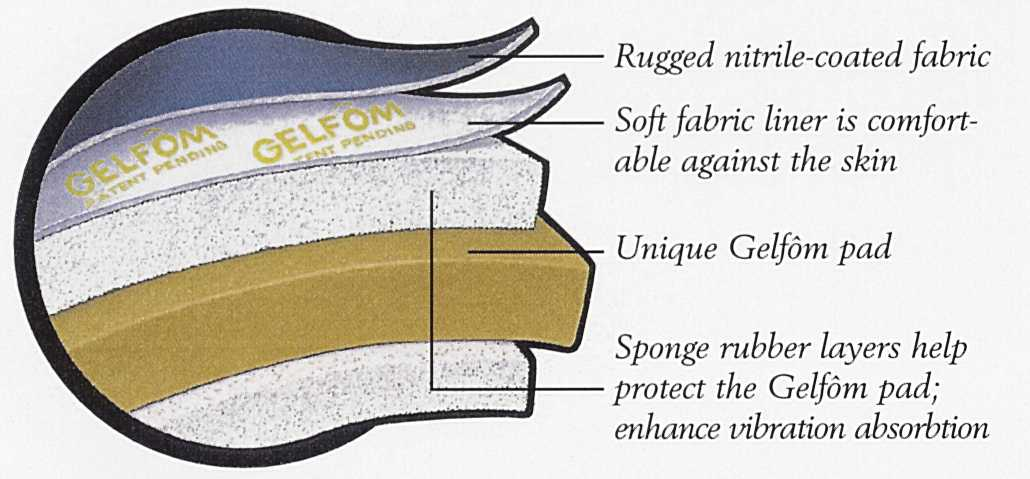 Rugged nitrile-coated fabric
Soft fabric liner is comfort-
able against the skin
GELFÔM GELFÔM
PATENT PENDING PATENT PENDING
Unique Gelfôm pad
Sponge rubber layers help
protect the Gelfôm pad;
enhance vibration absorbtion